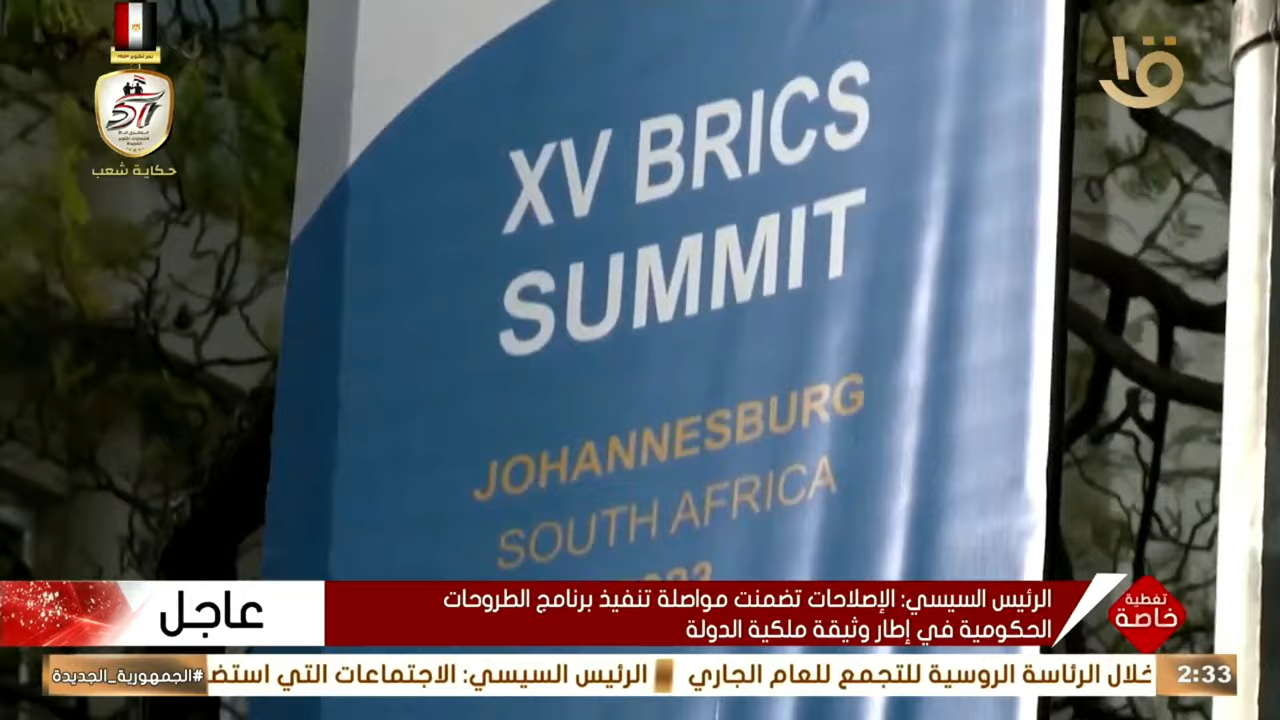 حكاية شعب
XV BRICS
SUMMIT
JOHANNESBURG
SOUTH AFRICA
تغطية
خاصة
الرئيس السيسي: الإصلاحات تضمنت مواصلة تنفيذ برنامج الطروحات
الحكومية في إطار وثيقة ملكية الدولة
عاجل
2:33
خلال الرئاسة الروسية للتجمع للعام الجاري
الرئيس السيسي: الاجتماعات التي استض
#الجمهورية_الجديدة